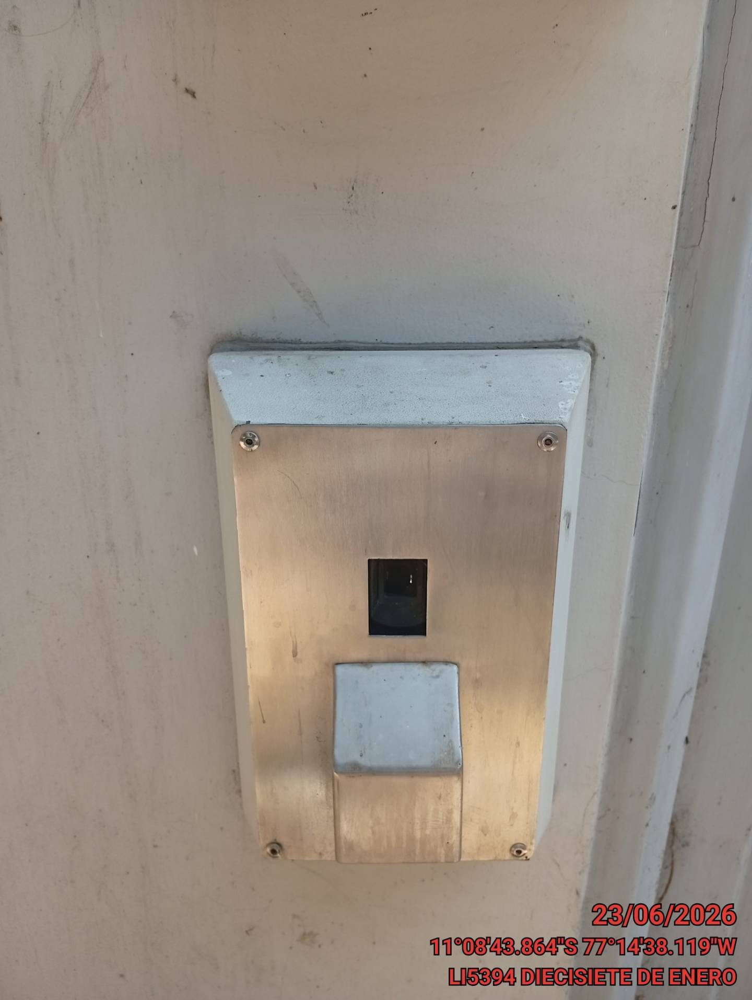 23/06/2026
11°08'43.864"S 77°14'38.119"W
LI5394 DIECISIETE DE ENERO